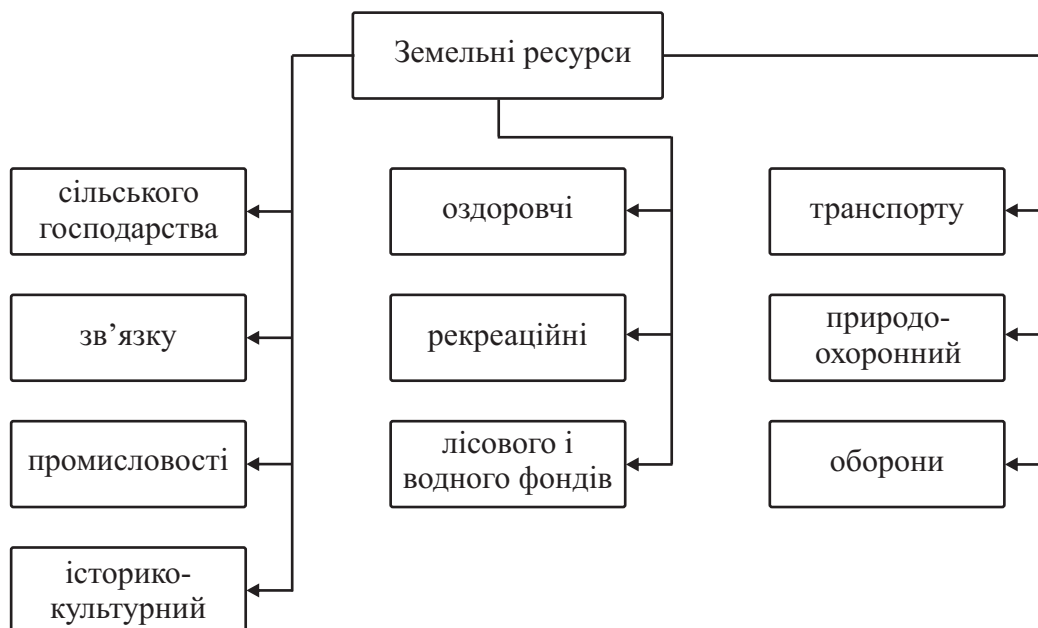 Земельні ресурси
сільського
господарства
зв’язку
промисловості
історико-
культурний
оздоровчі
рекреаційні
лісового і
водного фондів
транспорту
природо-
охоронний
оборони